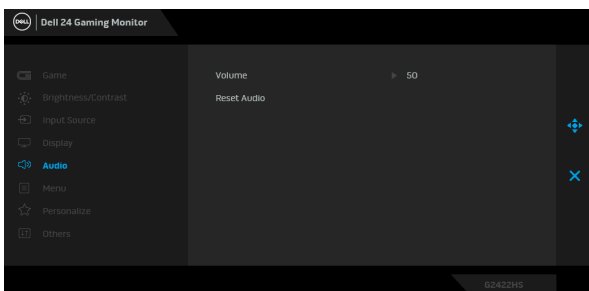 DELL
Dell 24 Gaming Monitor
Game
Brightness/Contrast
Input Source
Display
Audio
Menu
Personalize
Others
Volume 50
Reset Audio
G2422HS